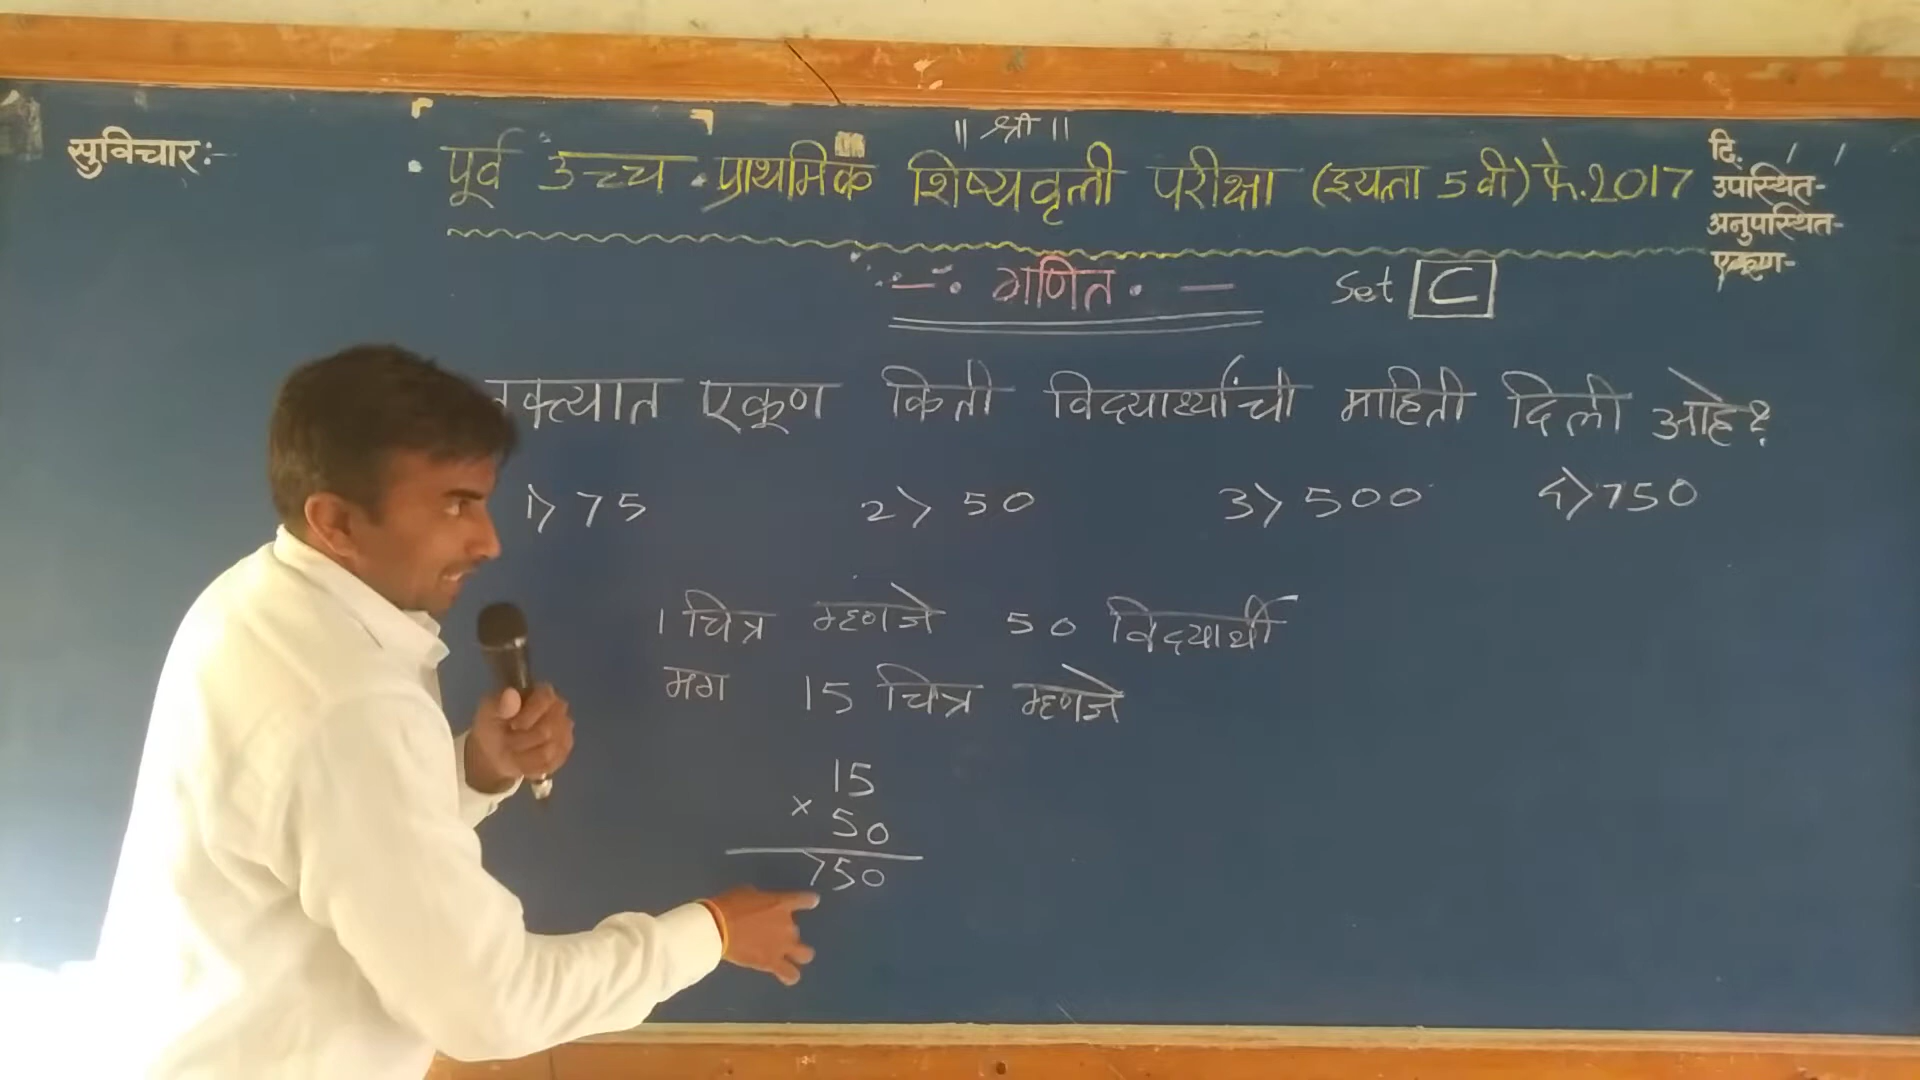 ॥ श्री ॥
सुविचार:-
पूर्व उच्च प्राथमिक शिष्यवृत्ती परीक्षा (इयत्ता 5 वी) फे.2017
दि. / /
उपस्थित-
अनुपस्थित-
एकूण-
गणित
Set C
तक्त्यात एकूण किती विद्यार्थ्यांची माहिती दिली आहे?
1) 75 2) 50 3) 500 4) 750
1 चित्र म्हणजे 50 विद्यार्थी
मग 15 चित्र म्हणजे
15
× 50
750